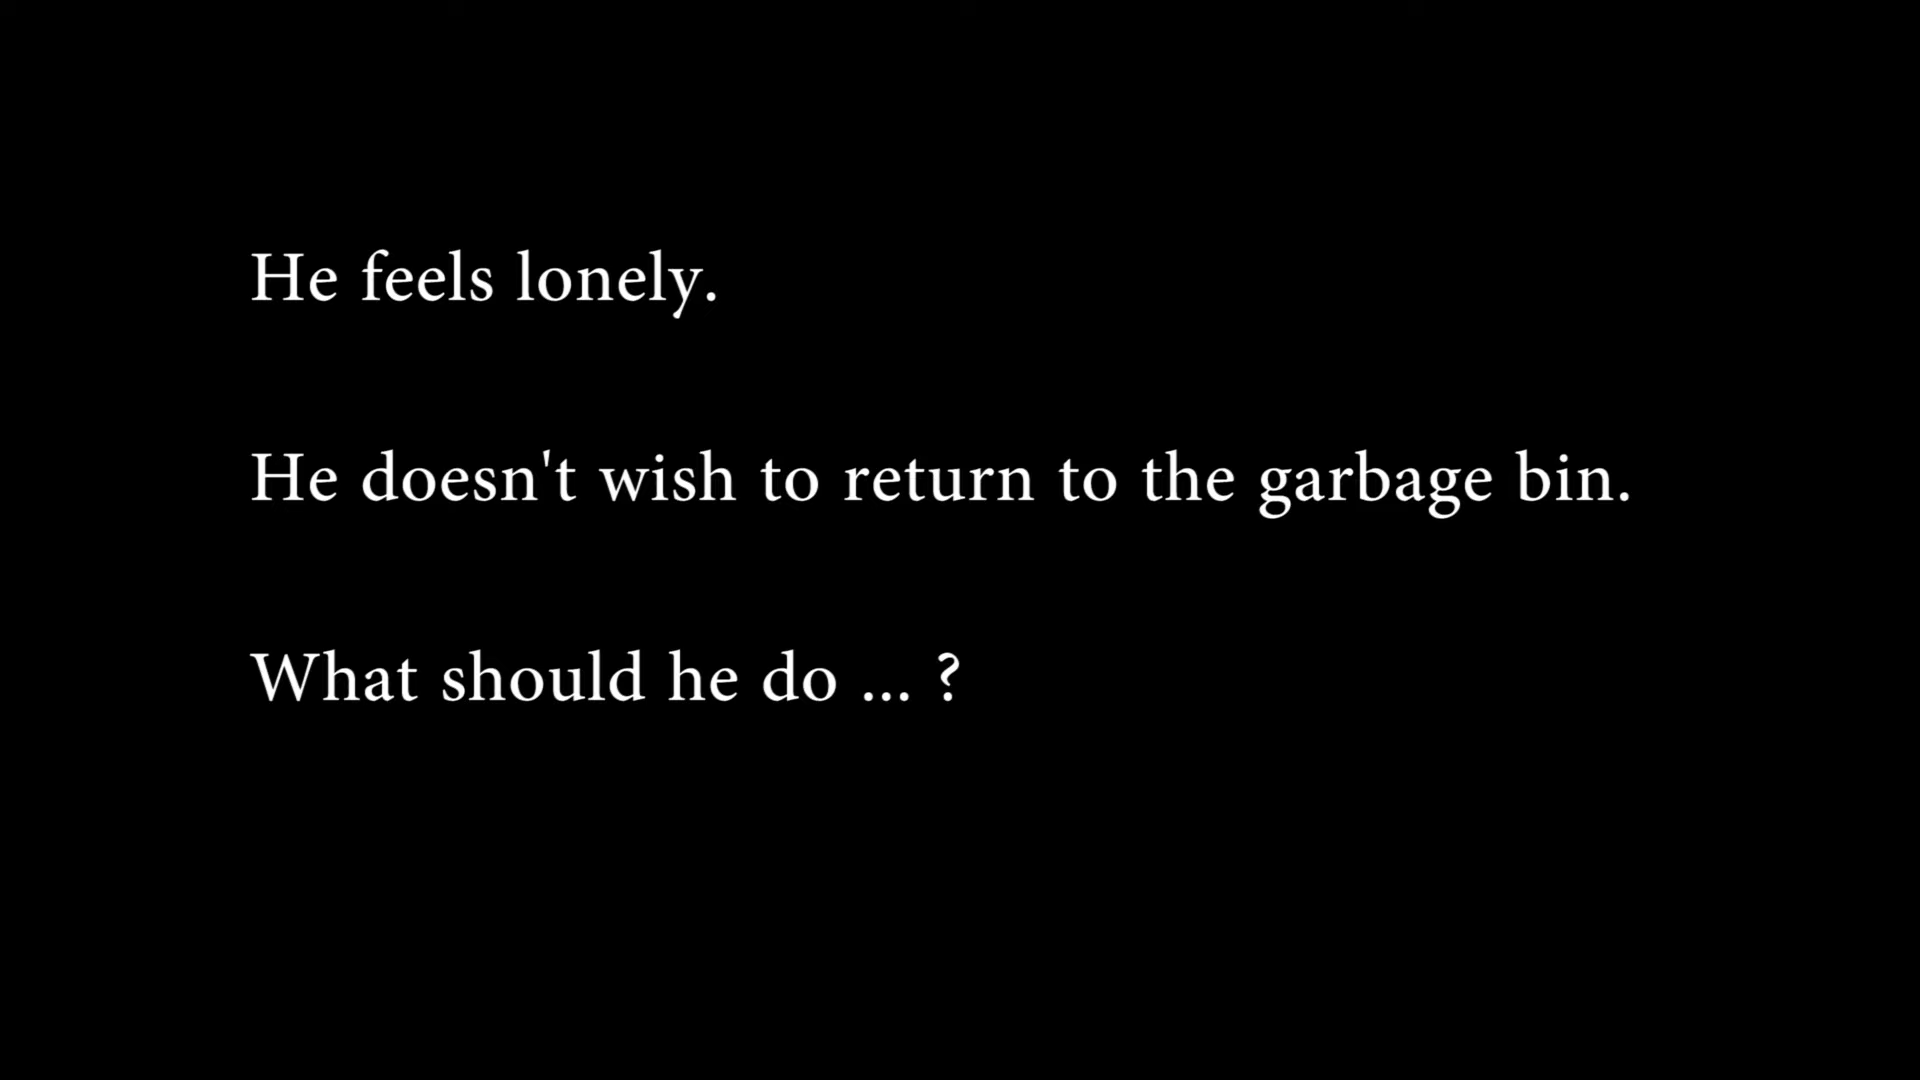 He feels lonely.
He doesn't wish to return to the garbage bin.
What should he do ... ?